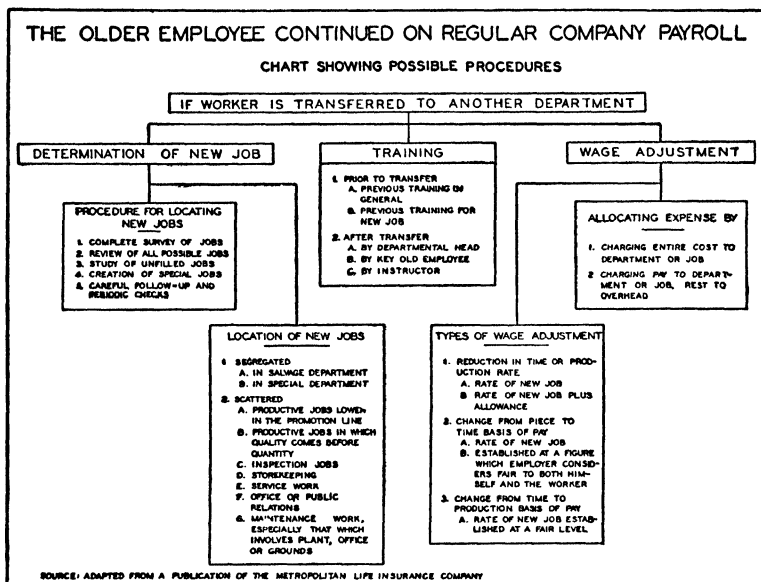 THE OLDER EMPLOYEE CONTINUED ON REGULAR COMPANY PAYROLL
CHART SHOWING POSSIBLE PROCEDURES
IF WORKER IS TRANSFERRED TO ANOTHER DEPARTMENT
DETERMINATION OF NEW JOB
PROCEDURE FOR LOCATING
NEW JOBS
1. COMPLETE SURVEY OF JOBS
2. REVIEW OF ALL POSSIBLE JOBS
3. STUDY OF UNFILLED JOBS
4. CREATION OF SPECIAL JOBS
5. CAREFUL FOLLOW-UP AND
PERIODIC CHECKS
LOCATION OF NEW JOBS
1. SEGREGATED
A. IN SALVAGE DEPARTMENT
B. IN SPECIAL DEPARTMENT
2. SCATTERED
A. PRODUCTIVE JOBS LOWER
IN THE PROMOTION LINE
B. PRODUCTIVE JOBS IN WHICH
QUALITY COMES BEFORE
QUANTITY
C. INSPECTION JOBS
D. STOREKEEPING
E. SERVICE WORK
F. OFFICE OR PUBLIC
RELATIONS
G. MAINTENANCE WORK,
ESPECIALLY THAT WHICH
INVOLVES PLANT, OFFICE
OR GROUNDS
TRAINING
1. PRIOR TO TRANSFER
A. PREVIOUS TRAINING IN
GENERAL
B. PREVIOUS TRAINING FOR
NEW JOB
2. AFTER TRANSFER
A. BY DEPARTMENTAL HEAD
B. BY KEY OLD EMPLOYEE
C. BY INSTRUCTOR
WAGE ADJUSTMENT
TYPES OF WAGE ADJUSTMENT
1. REDUCTION IN TIME OR PROD-
UCTION RATE
A. RATE OF NEW JOB
B RATE OF NEW JOB PLUS
ALLOWANCE
2. CHANGE FROM PIECE TO
TIME BASIS OF PAY
A. RATE OF NEW JOB
B. ESTABLISHED AT A FIGURE
WHICH EMPLOYER CONSID-
ERS FAIR TO BOTH HIM-
SELF AND THE WORKER
3. CHANGE FROM TIME TO
PRODUCTION BASIS OF PAY
A. RATE OF NEW JOB ESTAB-
LISHED AT A FAIR LEVEL
ALLOCATING EXPENSE BY
1. CHARGING ENTIRE COST TO
DEPARTMENT OR JOB
2 CHARGING PAY TO DEPART-
MENT OR JOB, REST TO
OVERHEAD
SOURCE: ADAPTED FROM A PUBLICATION OF THE METROPOLITAN LIFE INSURANCE COMPANY